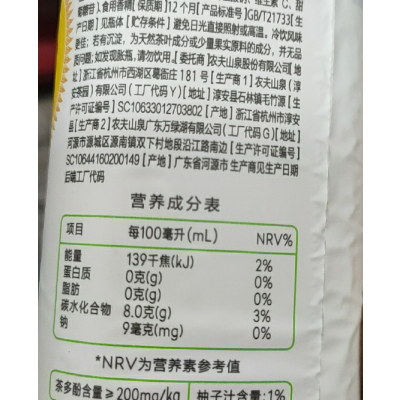 糖苷)、食用香精[保质期]12个月[产品标准号]GB/T21733[生
产日期]见瓶体[贮存条件]避免日光直接照射或高温，冷饮风味
更佳；若有沉淀，为天然茶叶成分或少量果实原料的成分，并无品
质问题；如发现胀瓶，请勿饮用。[委托商]农夫山泉股份有限公司[地
址]浙江省杭州市西湖区葛衙庄181号[生产商1]农夫山泉(淳
安茶园)有限公司(工厂代码Y)[地址]淳安县石林镇毛竹源[生
产许可证编号]SC10633012703802[产地]浙江省杭州市淳安
县[生产商2]农夫山泉广东万绿湖有限公司(工厂代码G)[地址]
河源市源城区源南镇双下村地段沿江路南边[生产许可证编号]
SC10644160200149[产地]广东省河源市 生产商见生产日期
后端工厂代码
营养成分表
项目 每100毫升(mL) NRV%
能量 139千焦(kJ) 2%
蛋白质 0克(g) 0%
脂肪 0克(g) 0%
碳水化合物 8.0克(g) 3%
钠 9毫克(mg) 0%
*NRV为营养素参考值
茶多酚含量≥200mg/kg 柚子汁含量:1%